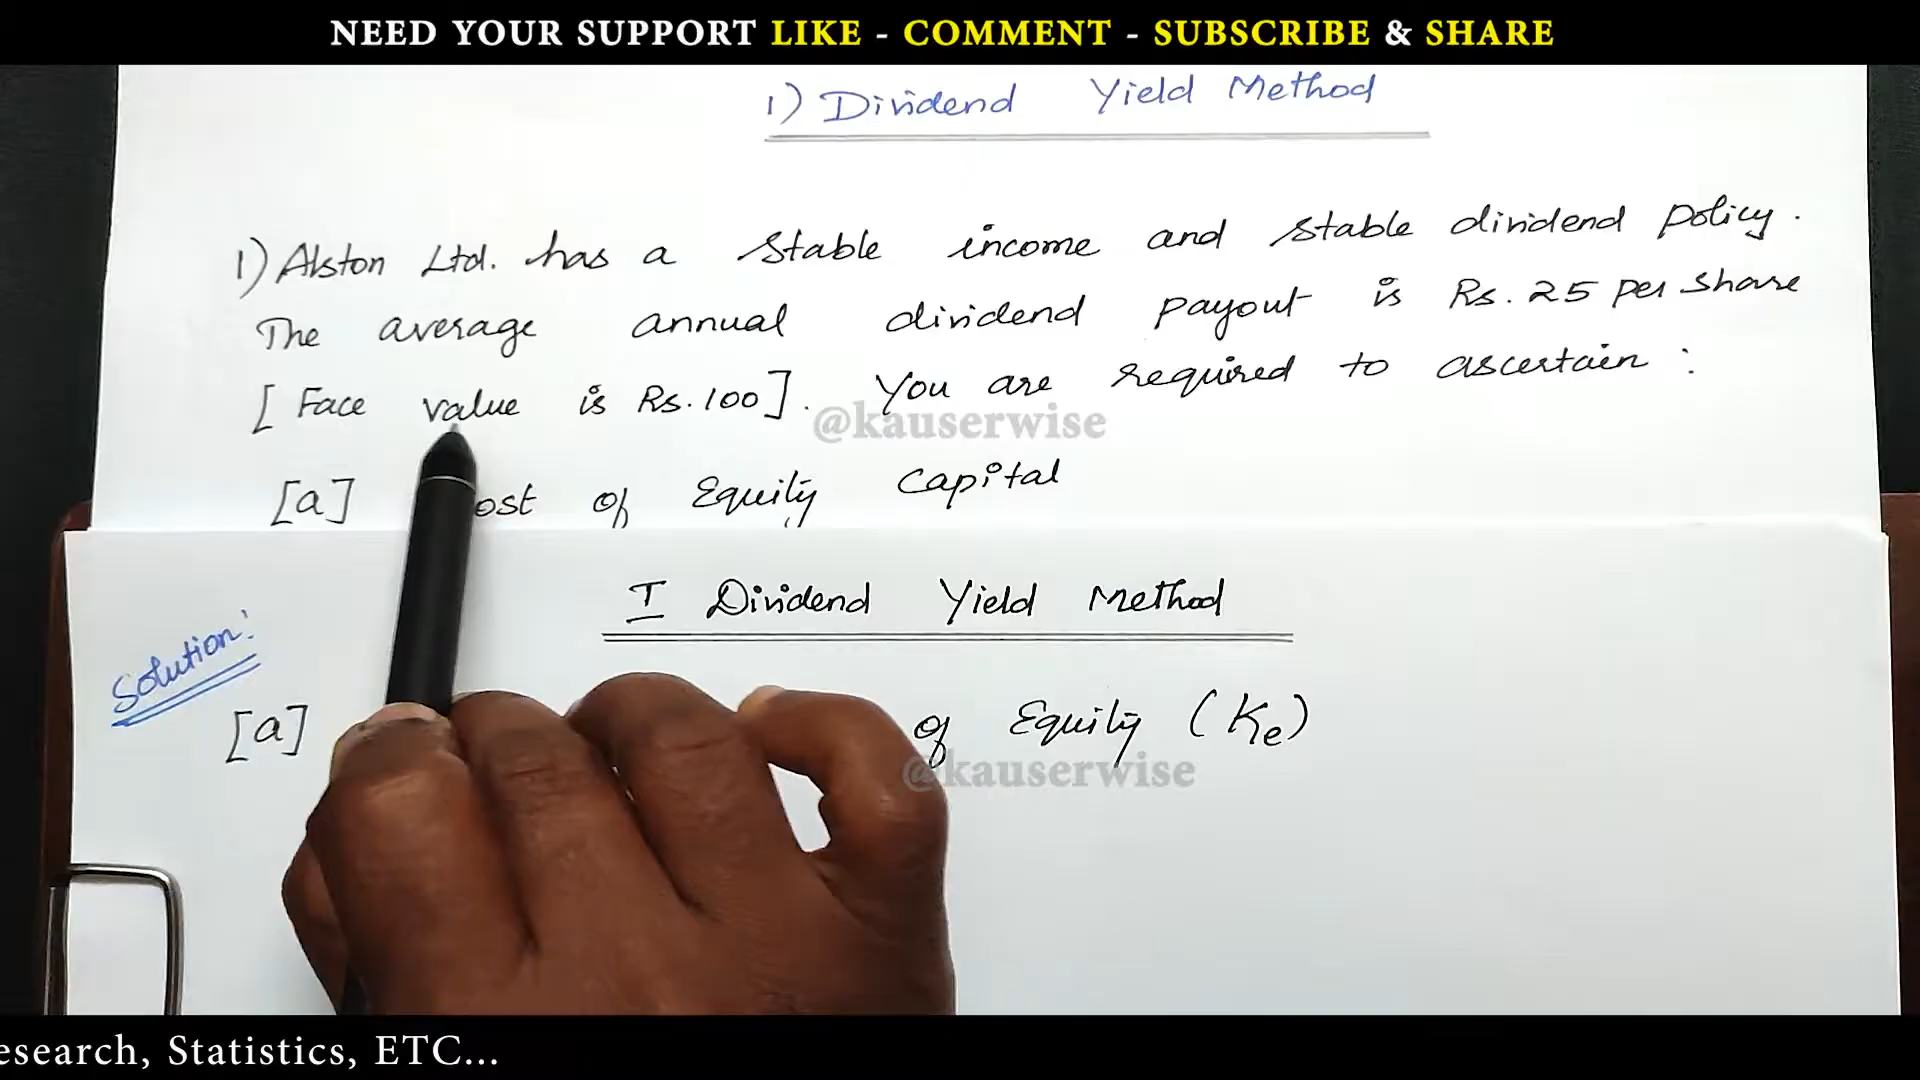 NEED YOUR SUPPORT LIKE - COMMENT - SUBSCRIBE & SHARE
1) Dividend Yield Method
1) Alston Ltd. has a stable income and stable dividend policy.
The average annual dividend payout is Rs. 25 per share
[Face value is Rs. 100]. You are required to ascertain :
@kauserwise
[a] ost of Equity Capital
I Dividend Yield Method
Solution:
[a] of Equity (Ke)
@kauserwise
esearch, Statistics, ETC...